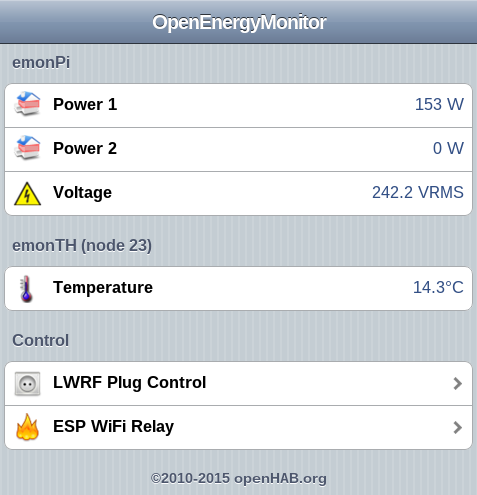 OpenEnergyMonitor
emonPi
Power 1 153 W
Power 2 0 W
Voltage 242.2 VRMS
emonTH (node 23)
Temperature 14.3°C
Control
LWRF Plug Control
ESP WiFi Relay
©2010-2015 openHAB.org